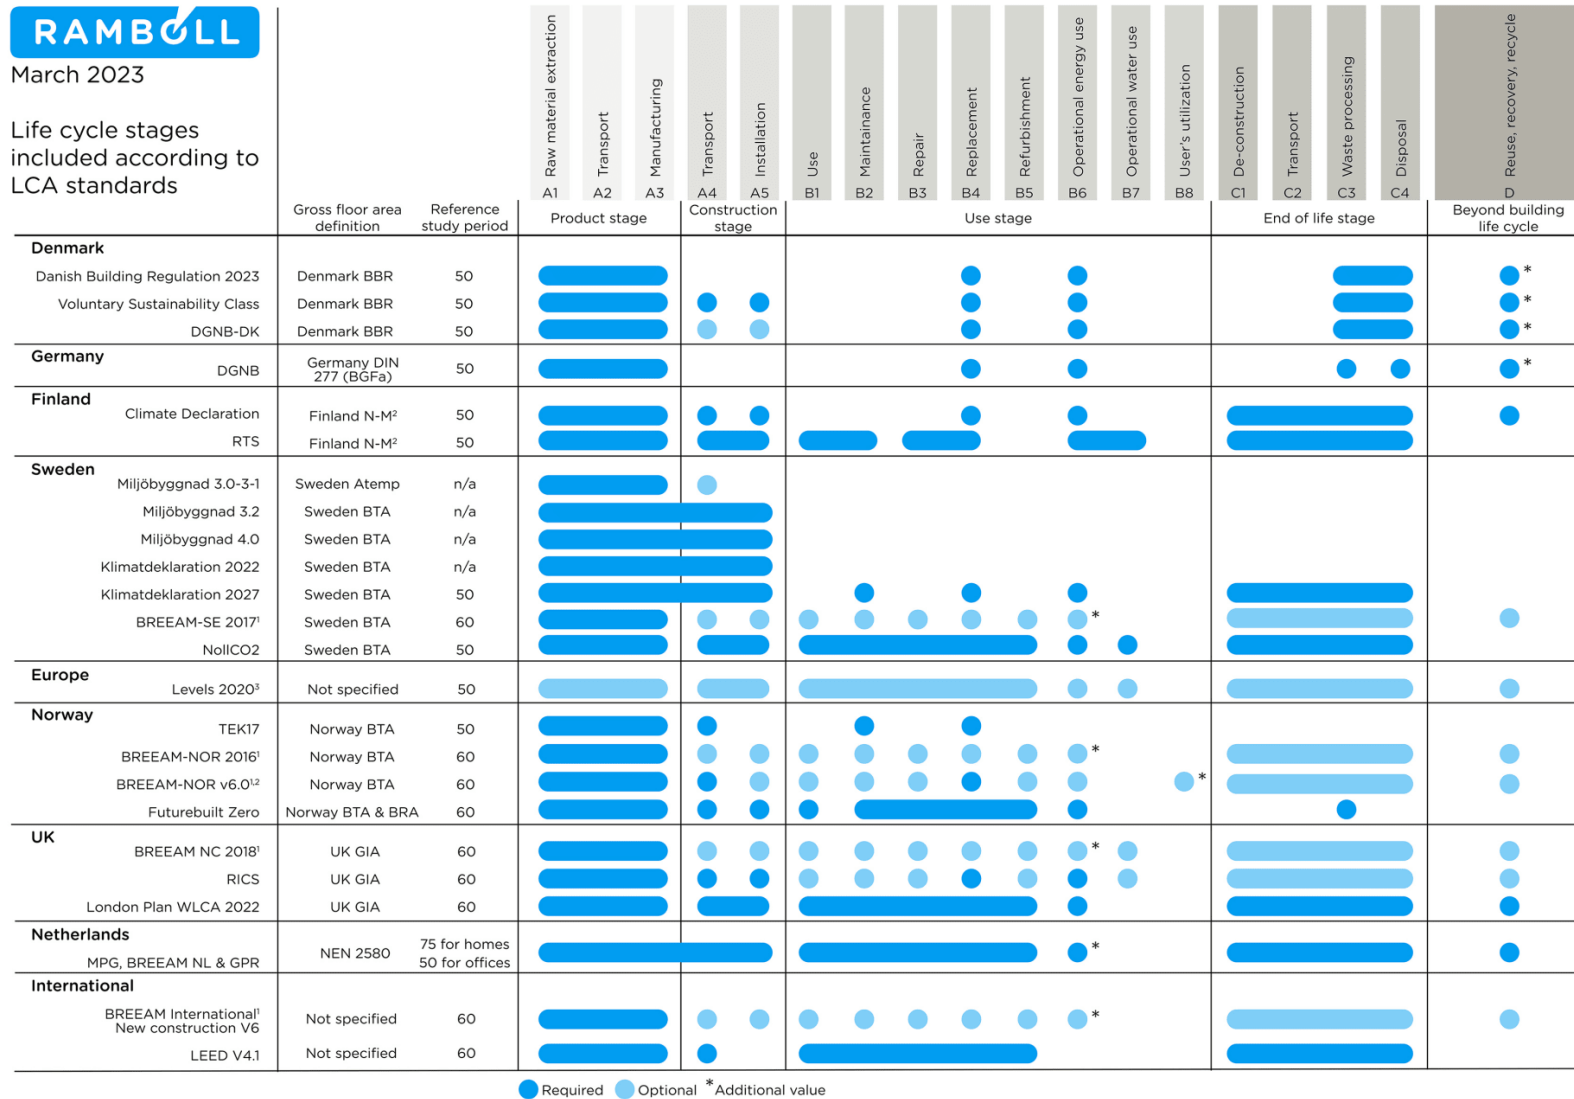 RAMBOLL
March 2023
Life cycle stages
included according to
LCA standards
Raw material extraction
Transport
Manufacturing
Transport
Installation
Use
Maintainance
Repair
Replacement
Refurbishment
Operational energy use
Operational water use
User's utilization
De-construction
Transport
Waste processing
Disposal
Reuse, recovery, recycle
A1 A2 A3 A4 A5 B1 B2 B3 B4 B5 B6 B7 B8 C1 C2 C3 C4 D
Gross floor area definition
Reference study period
Product stage
Construction stage
Use stage
End of life stage
Beyond building life cycle
Denmark
Danish Building Regulation 2023 Denmark BBR 50 *
Voluntary Sustainability Class Denmark BBR 50 *
DGNB-DK Denmark BBR 50 *
Germany
DGNB Germany DIN 277 (BGFa) 50 *
Finland
Climate Declaration Finland N-M² 50
RTS Finland N-M² 50
Sweden
Miljöbyggnad 3.0-3-1 Sweden Atemp n/a
Miljöbyggnad 3.2 Sweden BTA n/a
Miljöbyggnad 4.0 Sweden BTA n/a
Klimatdeklaration 2022 Sweden BTA n/a
Klimatdeklaration 2027 Sweden BTA 50
BREEAM-SE 2017¹ Sweden BTA 60 *
NollCO2 Sweden BTA 50
Europe
Levels 2020³ Not specified 50
Norway
TEK17 Norway BTA 50
BREEAM-NOR 2016¹ Norway BTA 60 *
BREEAM-NOR v6.0¹,² Norway BTA 60 *
Futurebuilt Zero Norway BTA & BRA 60
UK
BREEAM NC 2018¹ UK GIA 60 *
RICS UK GIA 60
London Plan WLCA 2022 UK GIA 60
Netherlands
MPG, BREEAM NL & GPR NEN 2580 75 for homes 50 for offices *
International
BREEAM International¹ New construction V6 Not specified 60 *
LEED V4.1 Not specified 60
Required Optional *Additional value